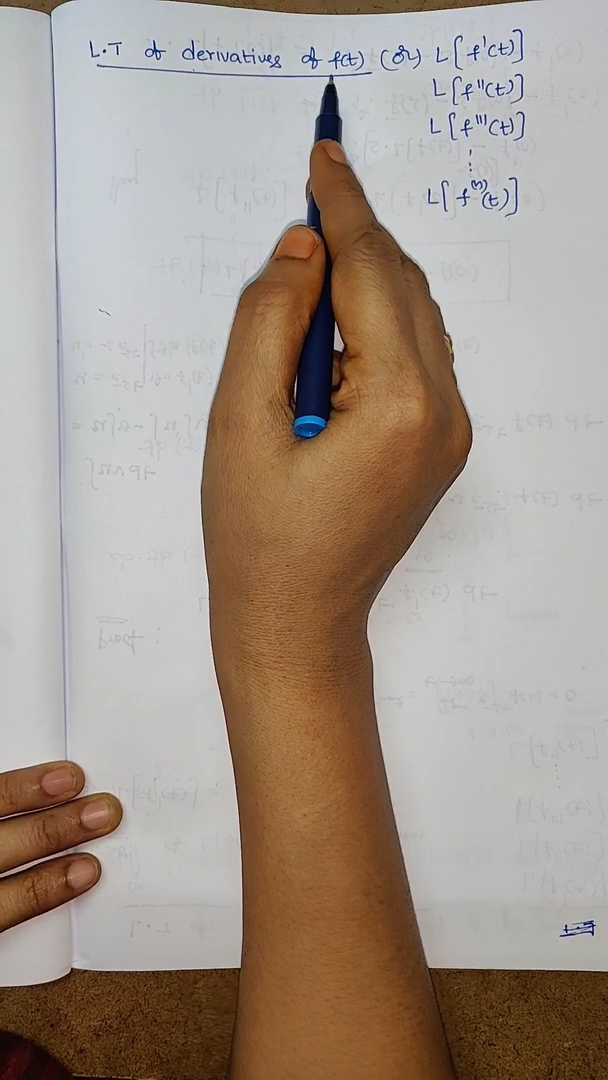 L.T of derivatives of f(t) (or) L[f'(t)]
L[f''(t)]
L[f'''(t)]
⋮
L[f⁽ⁿ⁾(t)]